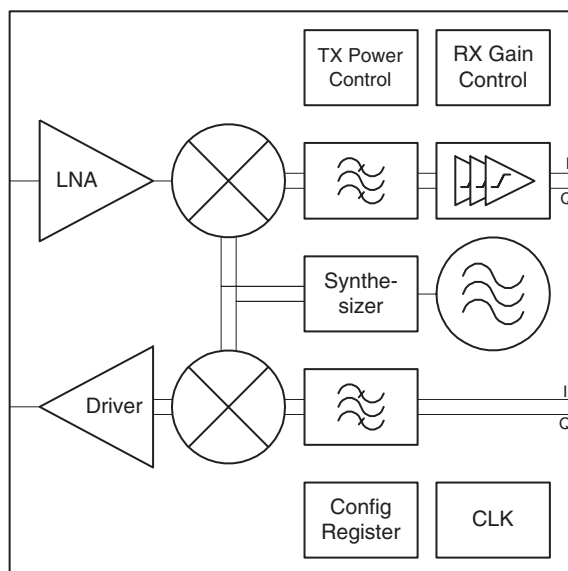 TX Power
Control
RX Gain
Control
LNA
I
Q
Synthe-
sizer
Driver
I
Q
Config
Register
CLK